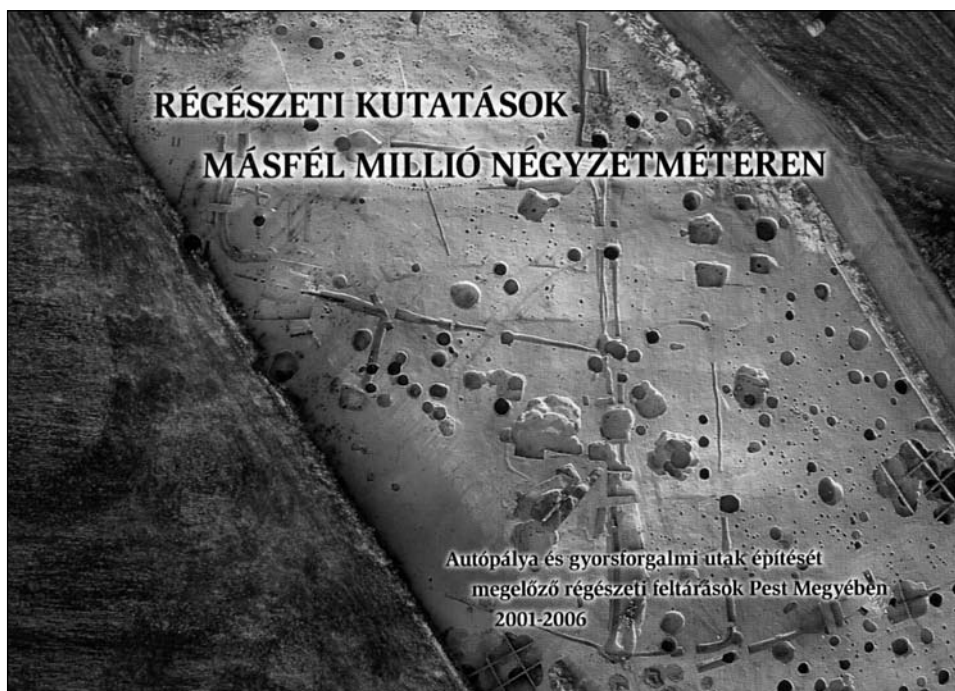 RÉGÉSZETI KUTATÁSOK
MÁSFÉL MILLIÓ NÉGYZETMÉTEREN
Autópálya és gyorsforgalmi utak építését
megelőző régészeti feltárások Pest Megyében
2001-2006